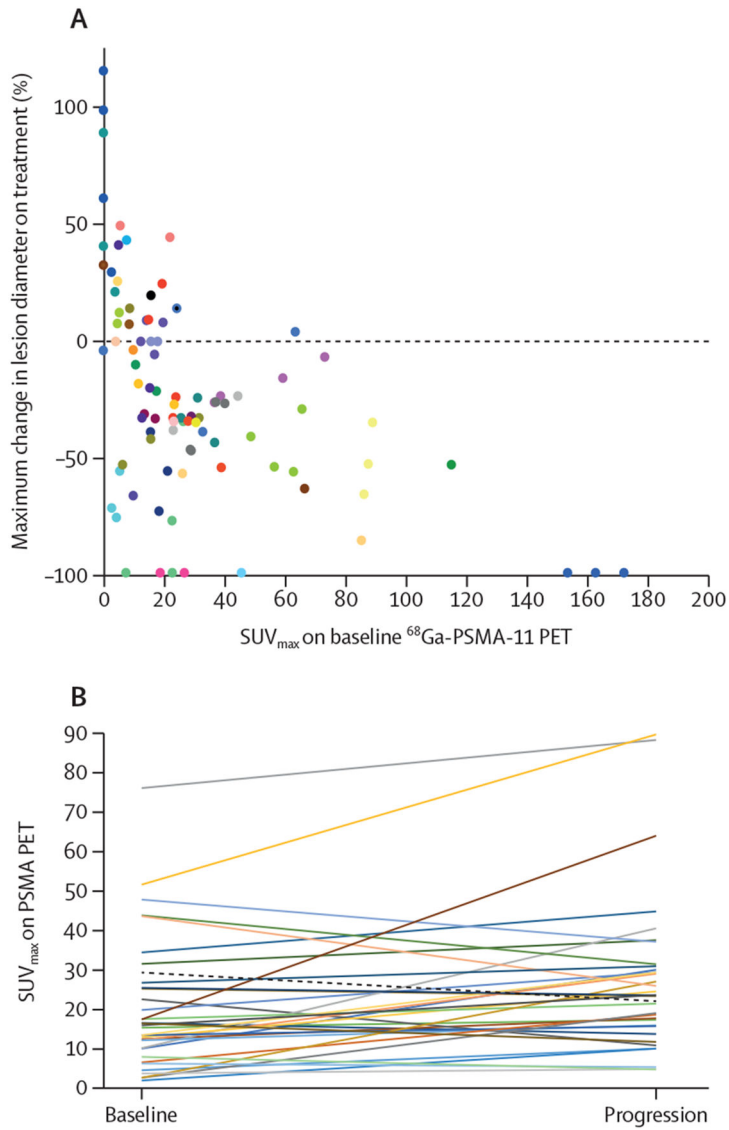 A
Maximum change in lesion diameter on treatment (%)
100
50
0
–50
–100
0 20 40 60 80 100 120 140 160 180 200
SUVmax on baseline 68Ga-PSMA-11 PET
B
SUVmax on PSMA PET
90
80
70
60
50
40
30
20
10
0
Baseline Progression